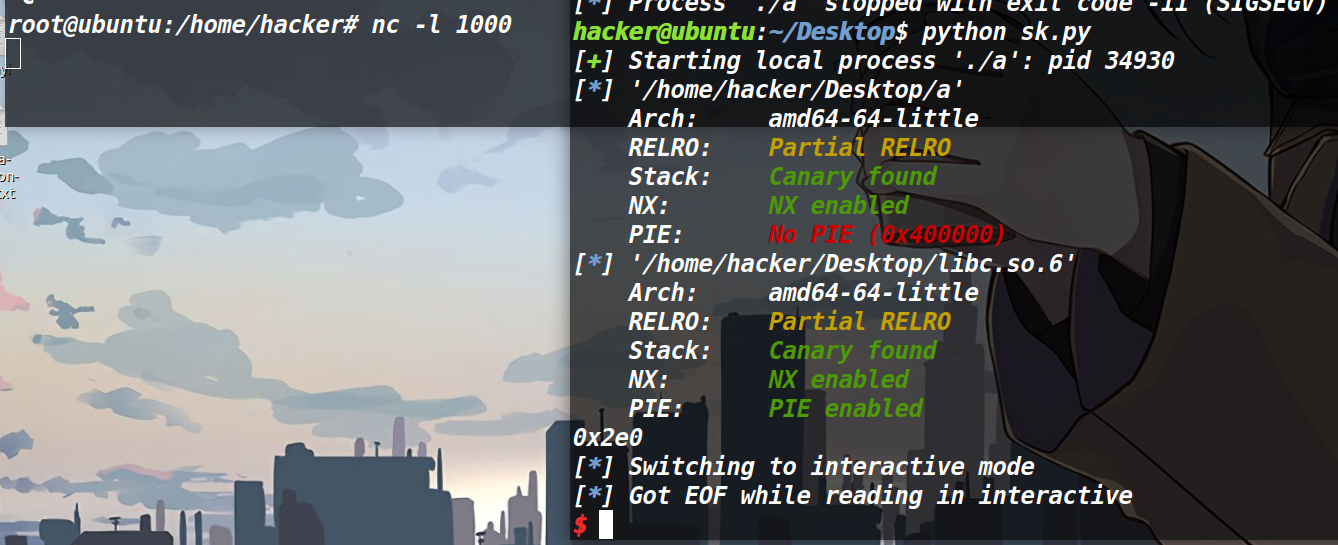 root@ubuntu:/home/hacker# nc -l 1000
a-
on-
txt
[*] Process './a' stopped with exit code -11 (SIGSEGV)
hacker@ubuntu:~/Desktop$ python sk.py
[+] Starting local process './a': pid 34930
[*] '/home/hacker/Desktop/a'
Arch: amd64-64-little
RELRO: Partial RELRO
Stack: Canary found
NX: NX enabled
PIE: No PIE (0x400000)
[*] '/home/hacker/Desktop/libc.so.6'
Arch: amd64-64-little
RELRO: Partial RELRO
Stack: Canary found
NX: NX enabled
PIE: PIE enabled
0x2e0
[*] Switching to interactive mode
[*] Got EOF while reading in interactive
$